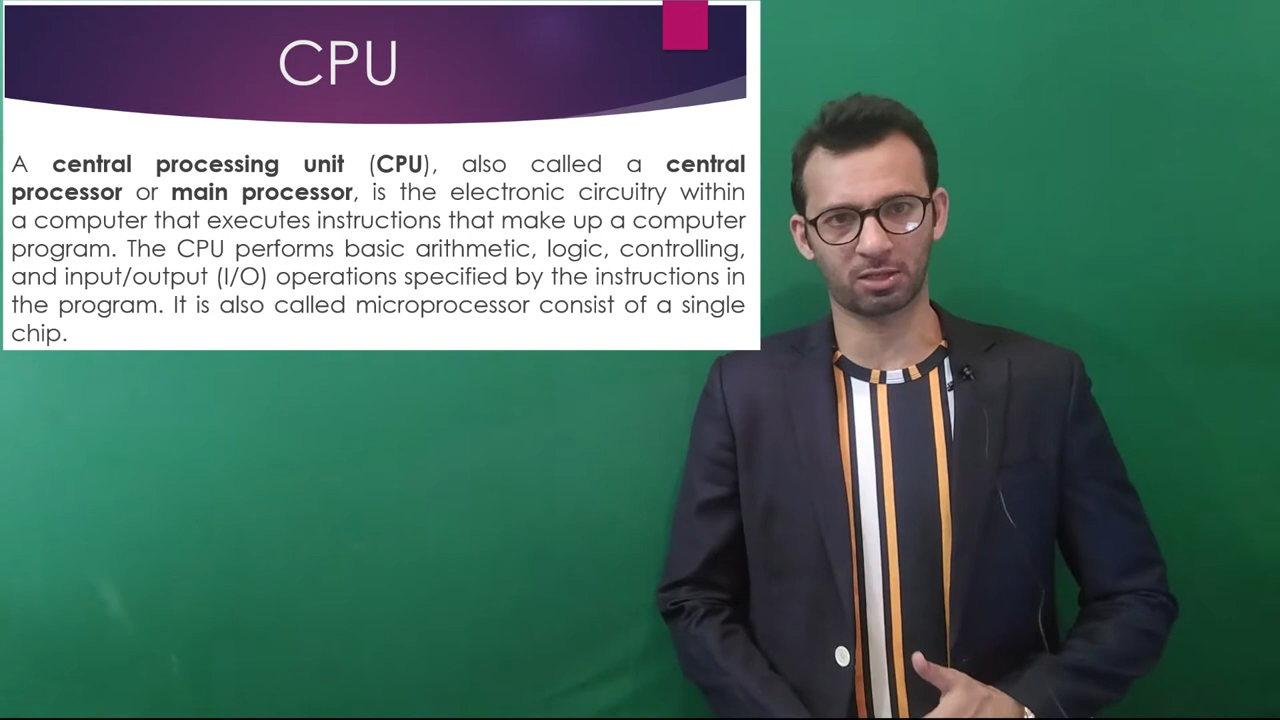 CPU
A central processing unit (CPU), also called a central
processor or main processor, is the electronic circuitry within
a computer that executes instructions that make up a computer
program. The CPU performs basic arithmetic, logic, controlling,
and input/output (I/O) operations specified by the instructions in
the program. It is also called microprocessor consist of a single
chip.